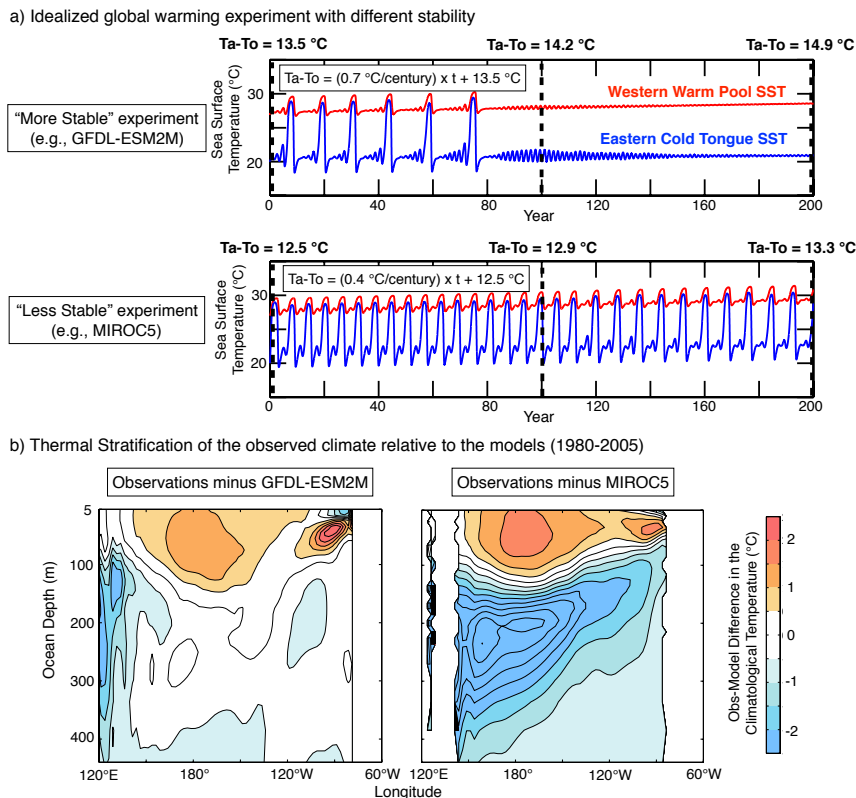 a) Idealized global warming experiment with different stability
Ta-To = 13.5 °C Ta-To = 14.2 °C Ta-To = 14.9 °C
"More Stable" experiment
(e.g., GFDL-ESM2M)
Sea Surface
Temperature (°C)
30
20
Ta-To = (0.7 °C/century) x t + 13.5 °C
Western Warm Pool SST
Eastern Cold Tongue SST
0 40 80 120 160 200
Year Year
Ta-To = 12.5 °C Ta-To = 12.9 °C Ta-To = 13.3 °C
"Less Stable" experiment
(e.g., MIROC5)
Sea Surface
Temperature (°C)
30
20
Ta-To = (0.4 °C/century) x t + 12.5 °C
0 40 80 120 160 200
Year Year
b) Thermal Stratification of the observed climate relative to the models (1980-2005)
Observations minus GFDL-ESM2M Observations minus MIROC5
Ocean Depth (m)
5
100
200
300
400
120°E 180° 120°W 60°W 120°E 180° 120°W 60°W
Longitude
Obs-Model Difference in the
Climatological Temperature (°C)
2
1
0
-1
-2